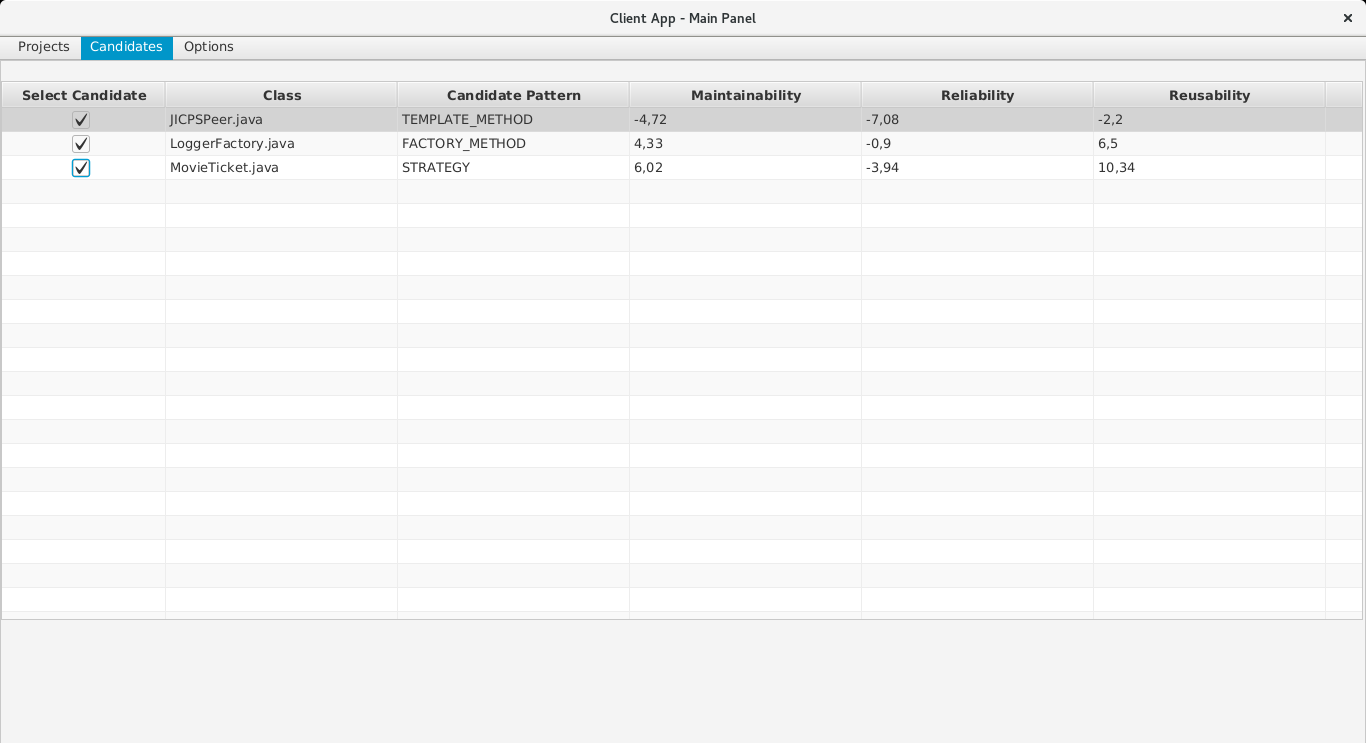 Client App - Main Panel
Projects Candidates Options
Select Candidate Class Candidate Pattern Maintainability Reliability Reusability
JICPSPeer.java TEMPLATE_METHOD -4,72 -7,08 -2,2
LoggerFactory.java FACTORY_METHOD 4,33 -0,9 6,5
MovieTicket.java STRATEGY 6,02 -3,94 10,34